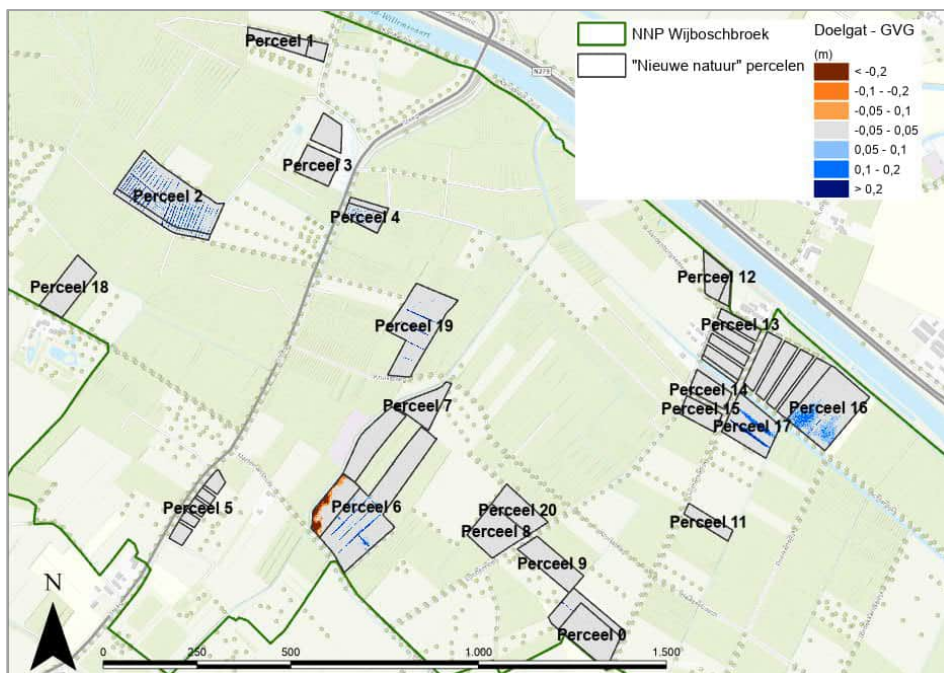 NNP Wijboschbroek
"Nieuwe natuur" percelen
Doelgat - GVG
(m)
< -0,2
-0,1 - -0,2
-0,05 - 0,1
-0,05 - 0,05
0,05 - 0,1
0,1 - 0,2
> 0,2
N279
Perceel 1
Perceel 3
Perceel 2
Perceel 4
Perceel 12
Perceel 18
Perceel 19
Perceel 13
Perceel 14
Perceel 7
Perceel 15
Perceel 16
Perceel 17
Perceel 5
Perceel 6
Perceel 20
Perceel 11
Perceel 8
Perceel 9
Perceel 0
N
0
250
500
1.000
1.500